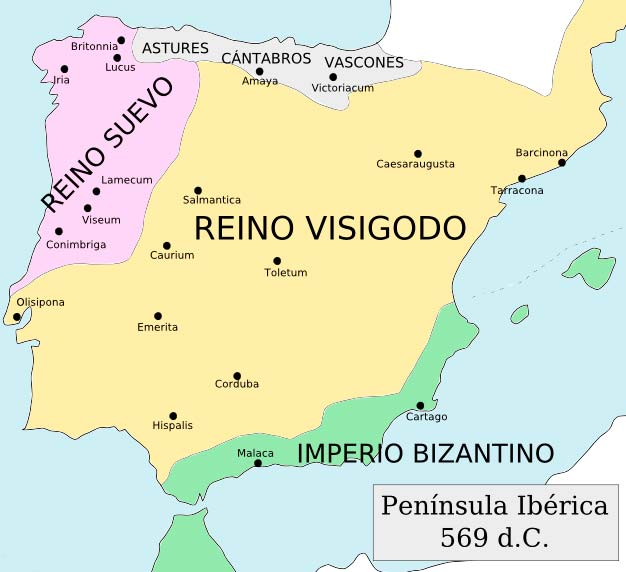 Britonnia
ASTURES
CÁNTABROS
VASCONES
Iria
Lucus
Amaya
Victoriacum
REINO SUEVO
Caesaraugusta
Barcinona
Tarracona
Lamecum
Salmantica
Viseum
REINO VISIGODO
Conimbriga
Caurium
Toletum
Olisipona
Emerita
Corduba
Hispalis
Cartago
Malaca
IMPERIO BIZANTINO
Península Ibérica
569 d.C.